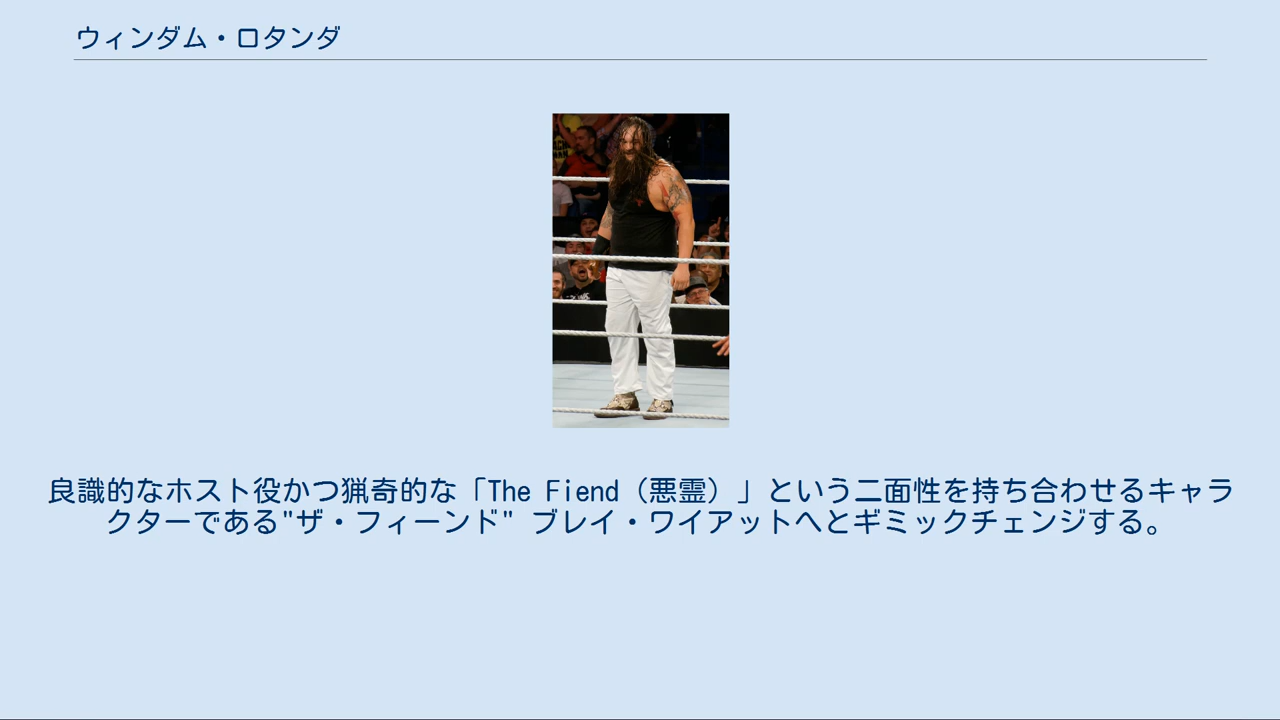 ウィンダム・ロタンダ
良識的なホスト役かつ猟奇的な「The Fiend（悪霊）」という二面性を持ち合わせるキャラ
クターである"ザ・フィーンド" ブレイ・ワイアットへとギミックチェンジする。